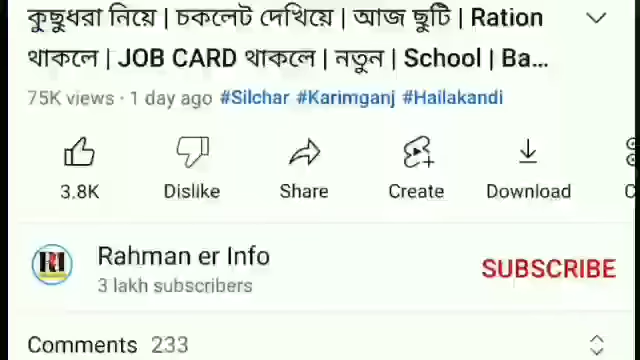 কুছুধরা নিয়ে | চকলেট দেখিয়ে | আজ ছুটি | Ration
থাকলে | JOB CARD থাকলে | নতুন | School | Ba...
75K views · 1 day ago #Silchar #Karimganj #Hailakandi
3.8K Dislike Share Create Download
Rahman er Info
SUBSCRIBE
3 lakh subscribers
Comments 233